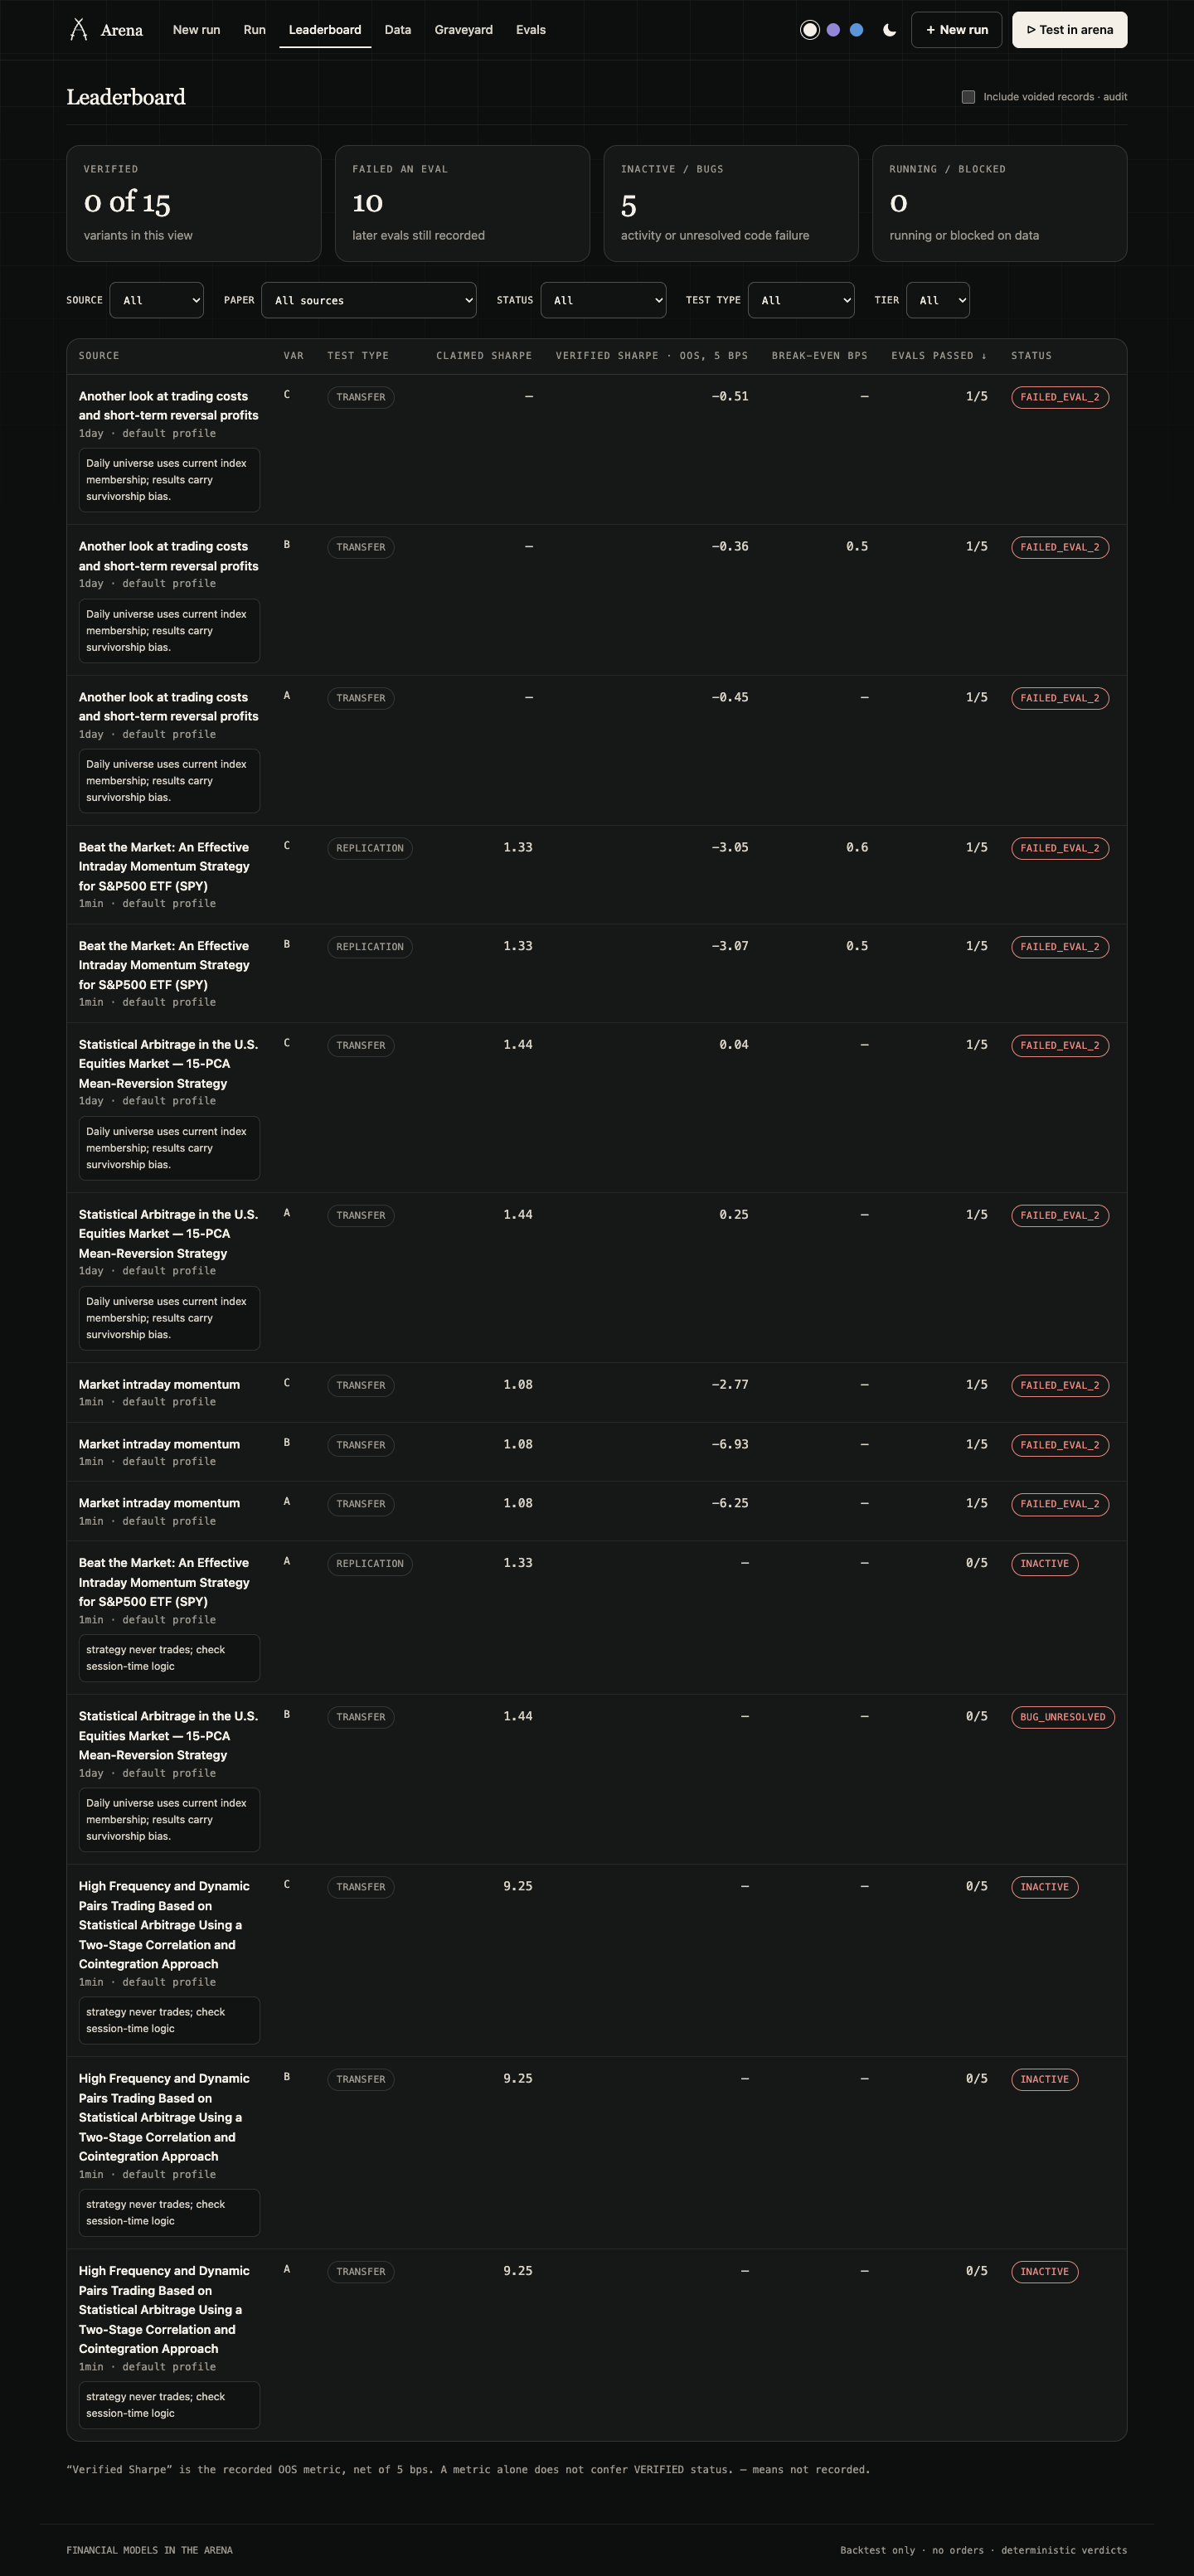 Arena New run Run Leaderboard Data Graveyard Evals + New run ▷ Test in arena
Leaderboard
Include voided records · audit
VERIFIED
0 of 15
variants in this view
FAILED AN EVAL
10
later evals still recorded
INACTIVE / BUGS
5
activity or unresolved code failure
RUNNING / BLOCKED
0
running or blocked on data
SOURCE All PAPER All sources STATUS All TEST TYPE All TIER All
SOURCE VAR TEST TYPE CLAIMED SHARPE VERIFIED SHARPE · OOS, 5 BPS BREAK-EVEN BPS EVALS PASSED ↓ STATUS
Another look at trading costs C TRANSFER — −0.51 — 1/5 FAILED_EVAL_2
and short-term reversal profits
1day · default profile
Daily universe uses current index
membership; results carry
survivorship bias.
Another look at trading costs B TRANSFER — −0.36 0.5 1/5 FAILED_EVAL_2
and short-term reversal profits
1day · default profile
Daily universe uses current index
membership; results carry
survivorship bias.
Another look at trading costs A TRANSFER — −0.45 — 1/5 FAILED_EVAL_2
and short-term reversal profits
1day · default profile
Daily universe uses current index
membership; results carry
survivorship bias.
Beat the Market: An Effective C REPLICATION 1.33 −3.05 0.6 1/5 FAILED_EVAL_2
Intraday Momentum Strategy
for S&P500 ETF (SPY)
1min · default profile
Beat the Market: An Effective B REPLICATION 1.33 −3.07 0.5 1/5 FAILED_EVAL_2
Intraday Momentum Strategy
for S&P500 ETF (SPY)
1min · default profile
Statistical Arbitrage in the U.S. C TRANSFER 1.44 0.04 — 1/5 FAILED_EVAL_2
Equities Market — 15-PCA
Mean-Reversion Strategy
1day · default profile
Daily universe uses current index
membership; results carry
survivorship bias.
Statistical Arbitrage in the U.S. A TRANSFER 1.44 0.25 — 1/5 FAILED_EVAL_2
Equities Market — 15-PCA
Mean-Reversion Strategy
1day · default profile
Daily universe uses current index
membership; results carry
survivorship bias.
Market intraday momentum C TRANSFER 1.08 −2.77 — 1/5 FAILED_EVAL_2
1min · default profile
Market intraday momentum B TRANSFER 1.08 −6.93 — 1/5 FAILED_EVAL_2
1min · default profile
Market intraday momentum A TRANSFER 1.08 −6.25 — 1/5 FAILED_EVAL_2
1min · default profile
Beat the Market: An Effective A REPLICATION 1.33 — — 0/5 INACTIVE
Intraday Momentum Strategy
for S&P500 ETF (SPY)
1min · default profile
strategy never trades; check
session-time logic
Statistical Arbitrage in the U.S. B TRANSFER 1.44 — — 0/5 BUG_UNRESOLVED
Equities Market — 15-PCA
Mean-Reversion Strategy
1day · default profile
Daily universe uses current index
membership; results carry
survivorship bias.
High Frequency and Dynamic C TRANSFER 9.25 — — 0/5 INACTIVE
Pairs Trading Based on
Statistical Arbitrage Using a
Two-Stage Correlation and
Cointegration Approach
1min · default profile
strategy never trades; check
session-time logic
High Frequency and Dynamic B TRANSFER 9.25 — — 0/5 INACTIVE
Pairs Trading Based on
Statistical Arbitrage Using a
Two-Stage Correlation and
Cointegration Approach
1min · default profile
strategy never trades; check
session-time logic
High Frequency and Dynamic A TRANSFER 9.25 — — 0/5 INACTIVE
Pairs Trading Based on
Statistical Arbitrage Using a
Two-Stage Correlation and
Cointegration Approach
1min · default profile
strategy never trades; check
session-time logic
“Verified Sharpe” is the recorded OOS metric, net of 5 bps. A metric alone does not confer VERIFIED status. — means not recorded.
FINANCIAL MODELS IN THE ARENA
Backtest only · no orders · deterministic verdicts